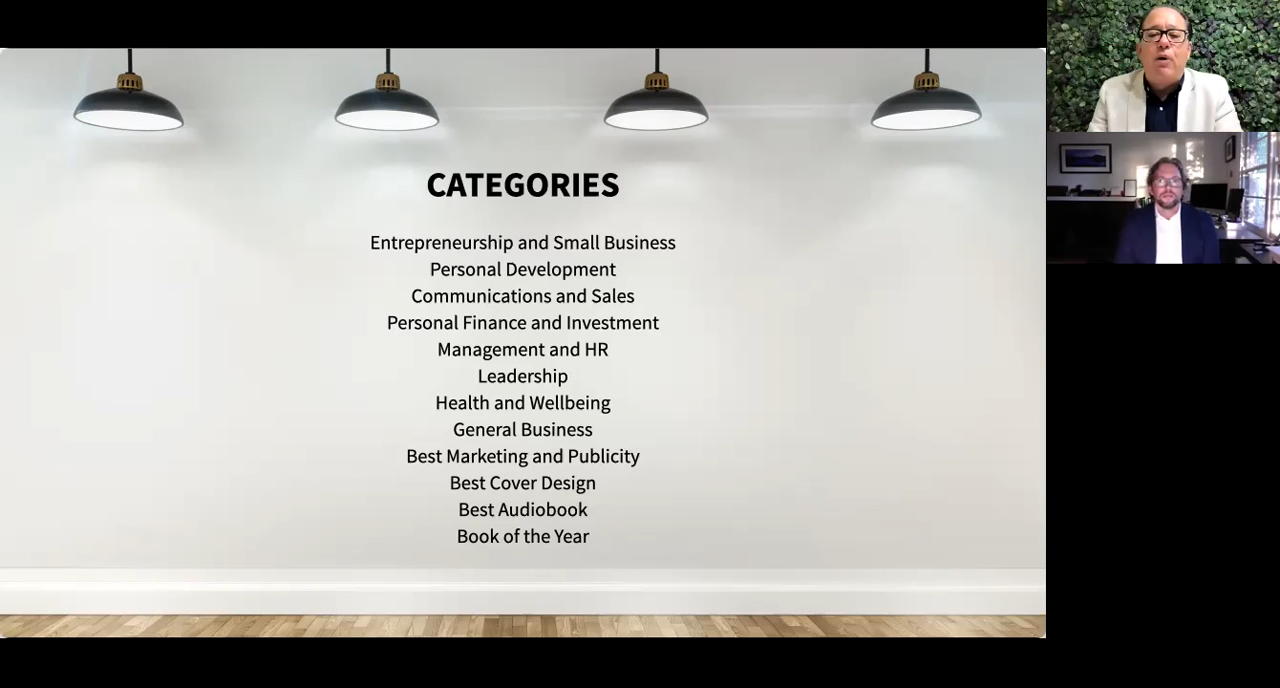 CATEGORIES
Entrepreneurship and Small Business
Personal Development
Communications and Sales
Personal Finance and Investment
Management and HR
Leadership
Health and Wellbeing
General Business
Best Marketing and Publicity
Best Cover Design
Best Audiobook
Book of the Year